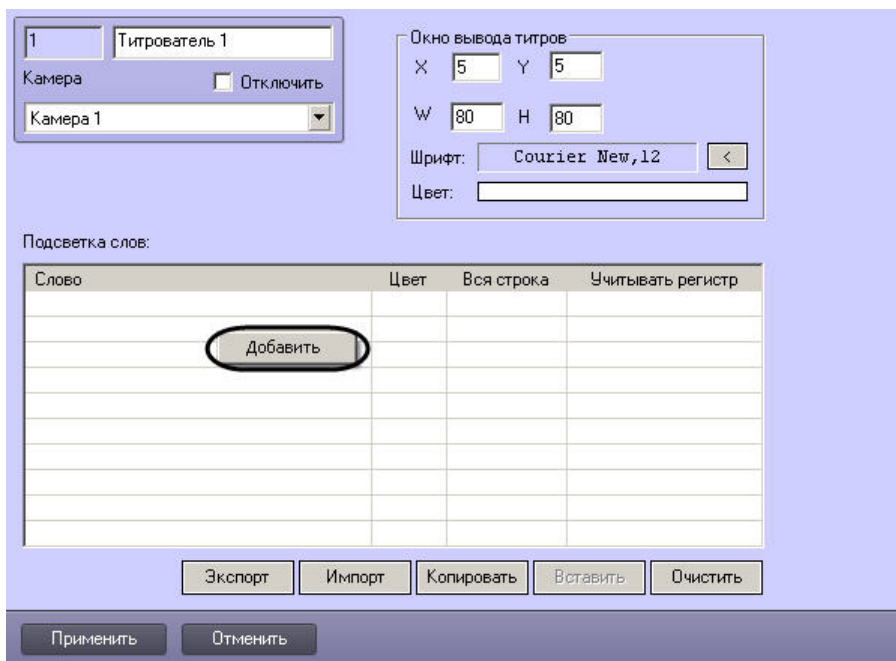 1 Титрователь 1
Камера Отключить
Камера 1
Окно вывода титров
X 5 Y 5
W 80 H 80
Шрифт: Courier New,12 <
Цвет:
Подсветка слов:
Слово Цвет Вся строка Учитывать регистр
Добавить
Экспорт Импорт Копировать Вставить Очистить
Применить Отменить